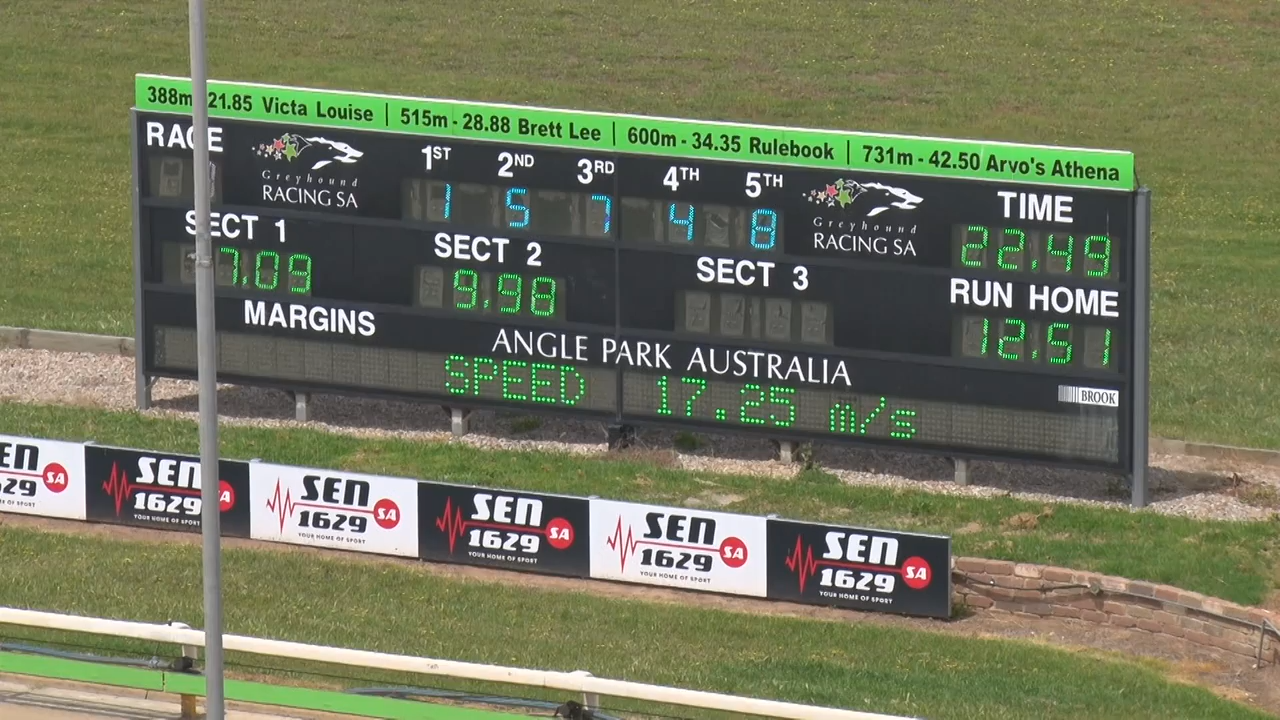 388m - 21.85 Victa Louise | 515m - 28.88 Brett Lee | 600m - 34.35 Rulebook | 731m - 42.50 Arvo's Athena
RACE
Greyhound
RACING SA
1ST 2ND 3RD 4TH 5TH
1 5 7 4 8
Greyhound
RACING SA
TIME
22.49
SECT 1
7.09
SECT 2
9.98
SECT 3
RUN HOME
12.51
MARGINS
ANGLE PARK AUSTRALIA
BROOK
SPEED 17.25 m/s
SEN
1629
SA
SEN
1629
SA
YOUR HOME OF SPORT
SEN
1629
SA
YOUR HOME OF SPORT
SEN
1629
SA
YOUR HOME OF SPORT
SEN
1629
SA
YOUR HOME OF SPORT
SEN
1629
SA
YOUR HOME OF SPORT